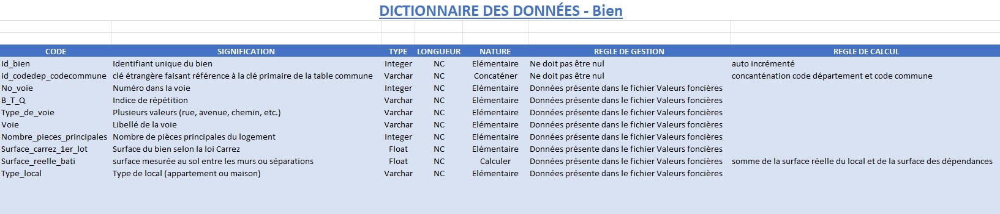 DICTIONNAIRE DES DONNÉES - Bien
CODE SIGNIFICATION TYPE LONGUEUR NATURE REGLE DE GESTION REGLE DE CALCUL
Id_bien Identifiant unique du bien Integer NC Elémentaire Ne doit pas être nul auto incrémenté
id_codedep_codecommune clé étrangère faisant référence à la clé primaire de la table commune Varchar NC Concaténer Ne doit pas être nul concanténation code département et code commune
No_voie Numéro dans la voie Integer NC Elémentaire Données présente dans le fichier Valeurs foncières
B_T_Q Indice de répétition Varchar NC Elémentaire Données présente dans le fichier Valeurs foncières
Type_de_voie Plusieurs valeurs (rue, avenue, chemin, etc.) Varchar NC Elémentaire Données présente dans le fichier Valeurs foncières
Voie Libellé de la voie Varchar NC Elémentaire Données présente dans le fichier Valeurs foncières
Nombre_pieces_principales Nombre de pièces principales du logement Integer NC Elémentaire Données présente dans le fichier Valeurs foncières
Surface_carrez_1er_lot Surface du bien selon la loi Carrez Float NC Elémentaire Données présente dans le fichier Valeurs foncières
Surface_reelle_bati surface mesurée au sol entre les murs ou séparations Float NC Calculer Données présente dans le fichier Valeurs foncières somme de la surface réelle du local et de la surface des dépendances
Type_local Type de local (appartement ou maison) Varchar NC Elémentaire Données présente dans le fichier Valeurs foncières